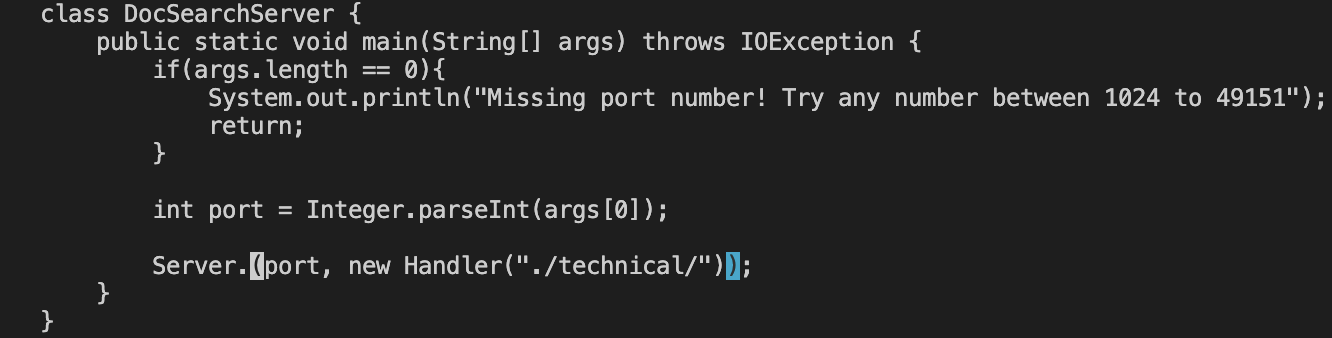 class DocSearchServer {
    public static void main(String[] args) throws IOException {
        if(args.length == 0){
            System.out.println("Missing port number! Try any number between 1024 to 49151");
            return;
        }

        int port = Integer.parseInt(args[0]);

        Server.(port, new Handler("./technical/"));
    }
}